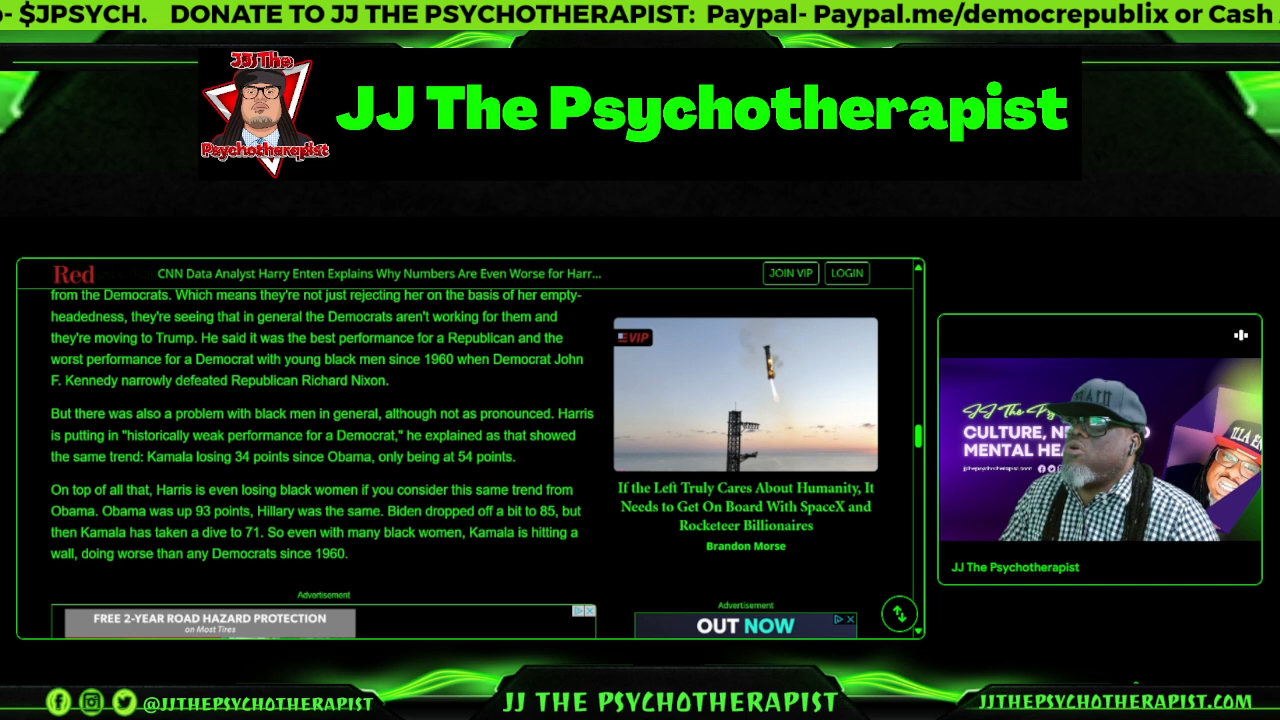 - $JPSYCH. DONATE TO JJ THE PSYCHOTHERAPIST: Paypal- Paypal.me/democrepublix or Cash
JJ The
Psychotherapist
JJ The Psychotherapist
Red
CNN Data Analyst Harry Enten Explains Why Numbers Are Even Worse for Harr...
JOIN VIP
LOGIN
from the Democrats. Which means they're not just rejecting her on the basis of her empty-
headedness, they're seeing that in general the Democrats aren't working for them and
they're moving to Trump. He said it was the best performance for a Republican and the
worst performance for a Democrat with young black men since 1960 when Democrat John
F. Kennedy narrowly defeated Republican Richard Nixon.
But there was also a problem with black men in general, although not as pronounced. Harris
is putting in "historically weak performance for a Democrat," he explained as that showed
the same trend: Kamala losing 34 points since Obama, only being at 54 points.
On top of all that, Harris is even losing black women if you consider this same trend from
Obama. Obama was up 93 points, Hillary was the same. Biden dropped off a bit to 85, but
then Kamala has taken a dive to 71. So even with many black women, Kamala is hitting a
wall, doing worse than any Democrats since 1960.
Advertisement
FREE 2-YEAR ROAD HAZARD PROTECTION
on Most Tires
VIP
If the Left Truly Cares About Humanity, It
Needs to Get On Board With SpaceX and
Rocketeer Billionaires
Brandon Morse
Advertisement
OUT NOW
JJ The
CULTURE,
MENTAL
jjthepsychotherapist.com
JJ The Psychotherapist
@JJTHEPSYCHOTHERAPIST
JJ THE PSYCHOTHERAPIST
JJTHEPSYCHOTHERAPIST.COM